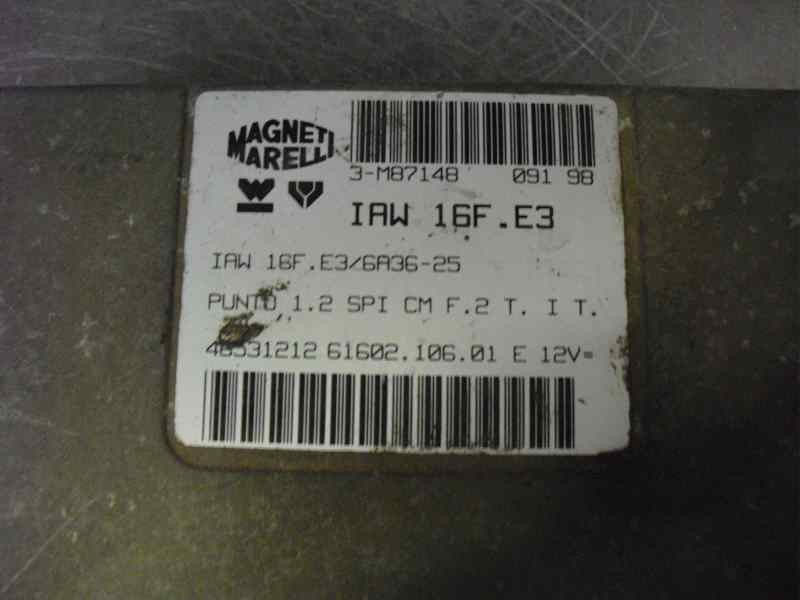 MAGNETI
MARELLI
3-M87148 091 98
IAW 16F.E3
IAW 16F.E3/6A36-25
PUNTO 1.2 SPI CM F.2 T. I T.
46531212 61602.106.01 E 12V=